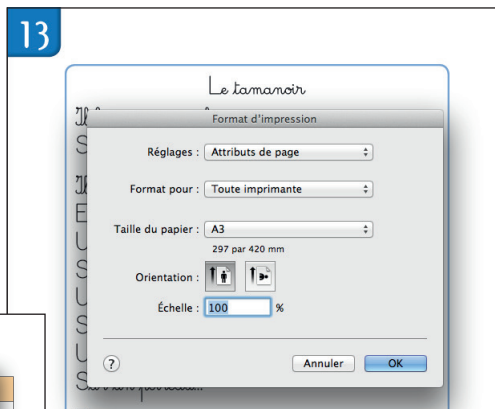 13
Le tamanoir
Format d'impression
S
Réglages : Attributs de page
Format pour : Toute imprimante
E
U
Taille du papier : A3
297 par 420 mm
S
Orientation :
U
Échelle : 100 %
S
U
? Annuler OK